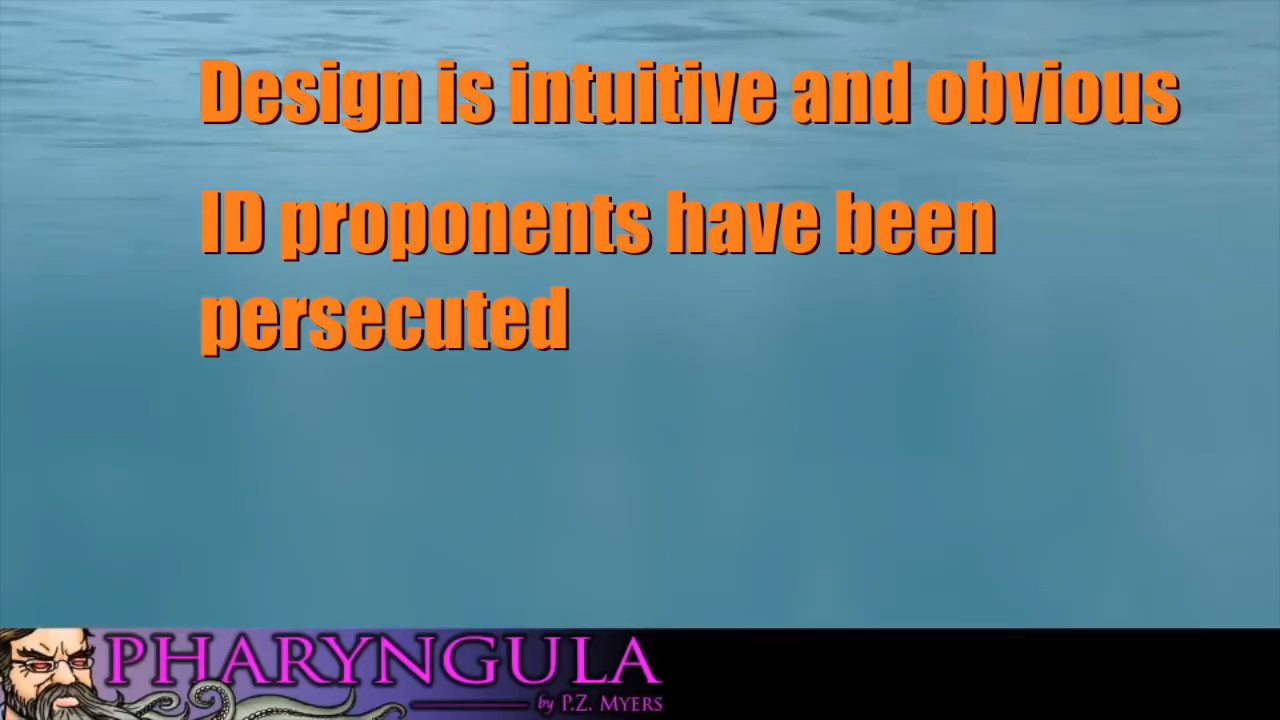 Design is intuitive and obvious
ID proponents have been
persecuted
PHARYNGULA
by P.Z. MYERS